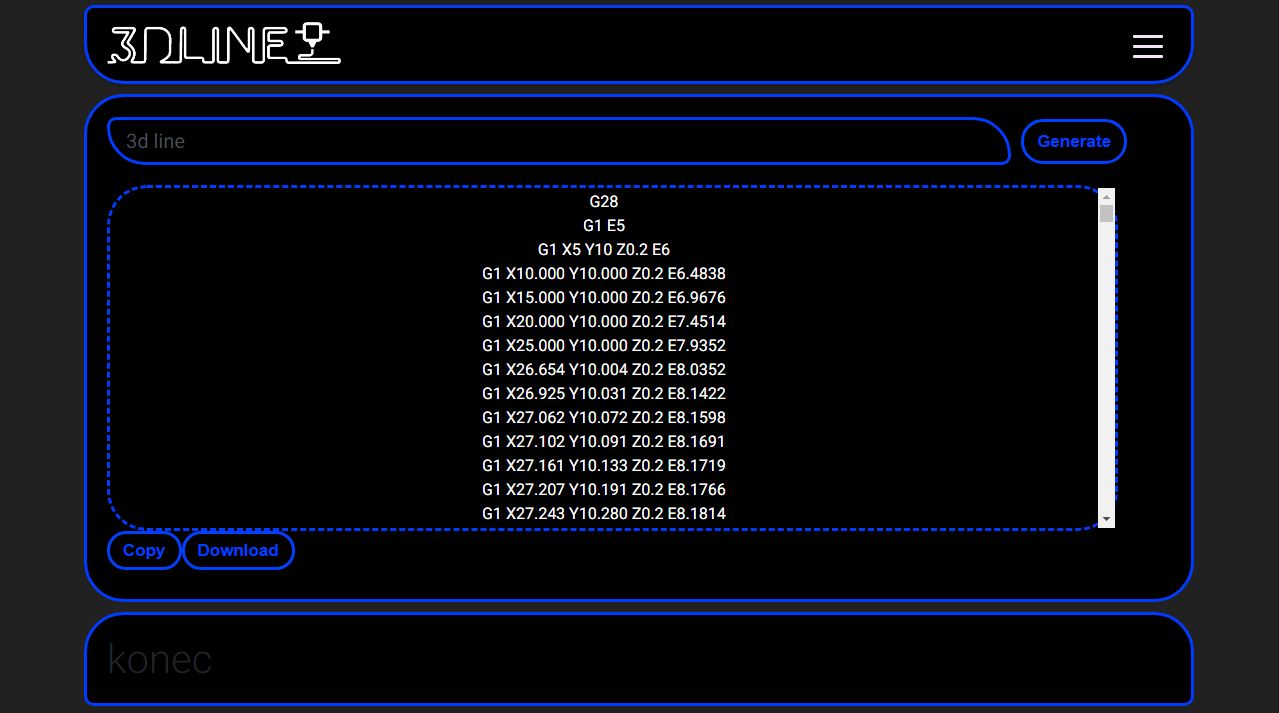 3DLINE
3d line
Generate
G28
G1 E5
G1 X5 Y10 Z0.2 E6
G1 X10.000 Y10.000 Z0.2 E6.4838
G1 X15.000 Y10.000 Z0.2 E6.9676
G1 X20.000 Y10.000 Z0.2 E7.4514
G1 X25.000 Y10.000 Z0.2 E7.9352
G1 X26.654 Y10.004 Z0.2 E8.0352
G1 X26.925 Y10.031 Z0.2 E8.1422
G1 X27.062 Y10.072 Z0.2 E8.1598
G1 X27.102 Y10.091 Z0.2 E8.1691
G1 X27.161 Y10.133 Z0.2 E8.1719
G1 X27.207 Y10.191 Z0.2 E8.1766
G1 X27.243 Y10.280 Z0.2 E8.1814
Copy Download
konec